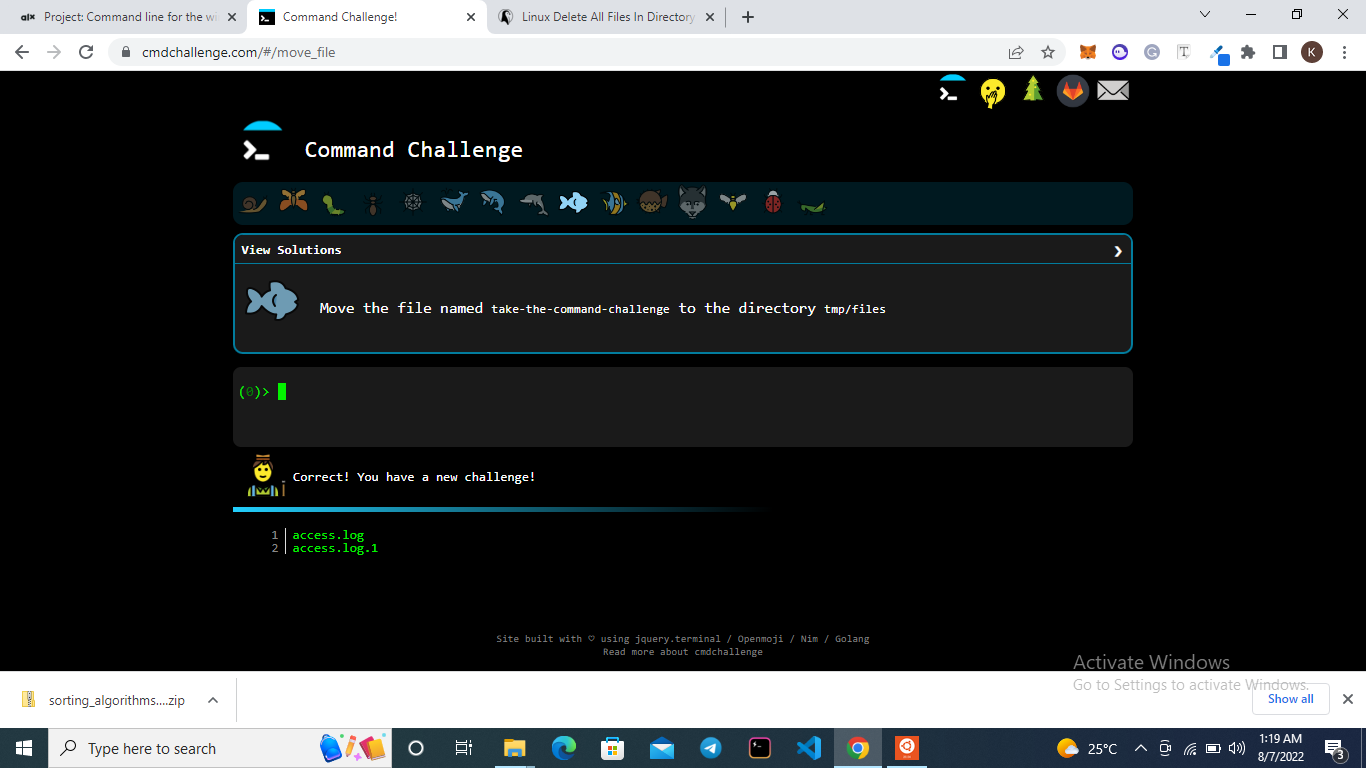 alx Project: Command line for the wi
Command Challenge!
Linux Delete All Files In Directory
cmdchallenge.com/#/move_file
K
Command Challenge
View Solutions
Move the file named take-the-command-challenge to the directory tmp/files
(0)>
Correct! You have a new challenge!
1 access.log
2 access.log.1
Site built with ♡ using jquery.terminal / Openmoji / Nim / Golang
Read more about cmdchallenge
Activate Windows
Go to Settings to activate Windows.
sorting_algorithms....zip
Show all
Type here to search
25°C
1:19 AM
8/7/2022
3